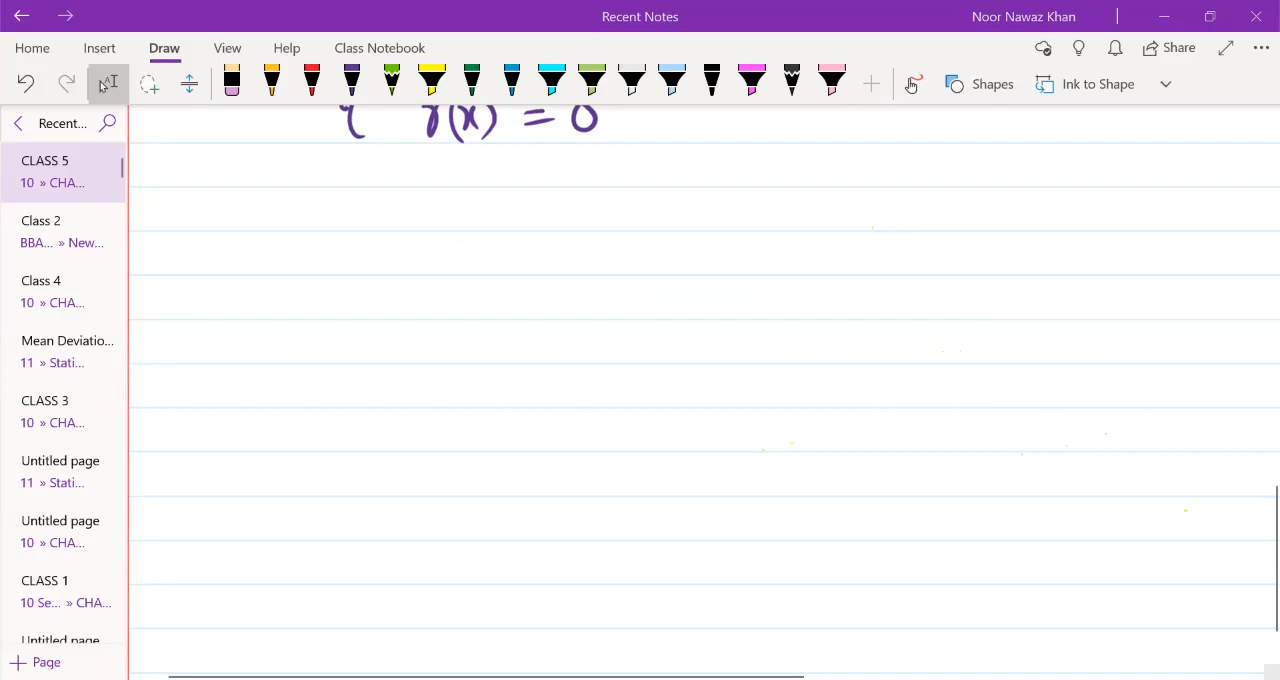 Recent Notes
Noor Nawaz Khan
Home Insert Draw View Help Class Notebook
Share
Shapes
Ink to Shape
Recent...
CLASS 5
10 » CHA...
Class 2
BBA... » New...
Class 4
10 » CHA...
Mean Deviatio...
11 » Stati...
CLASS 3
10 » CHA...
Untitled page
11 » Stati...
Untitled page
10 » CHA...
CLASS 1
10 Se... » CHA...
Untitled page
Page
r(x) = 0